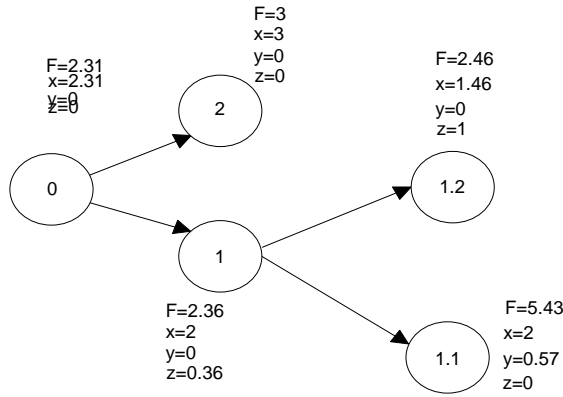 F=3
x=3
y=0
z=0
F=2.31
x=2.31
y=0
z=0
F=2.46
x=1.46
y=0
z=1
2
0
1.2
1
F=2.36
x=2
y=0
z=0.36
F=5.43
x=2
y=0.57
z=0
1.1